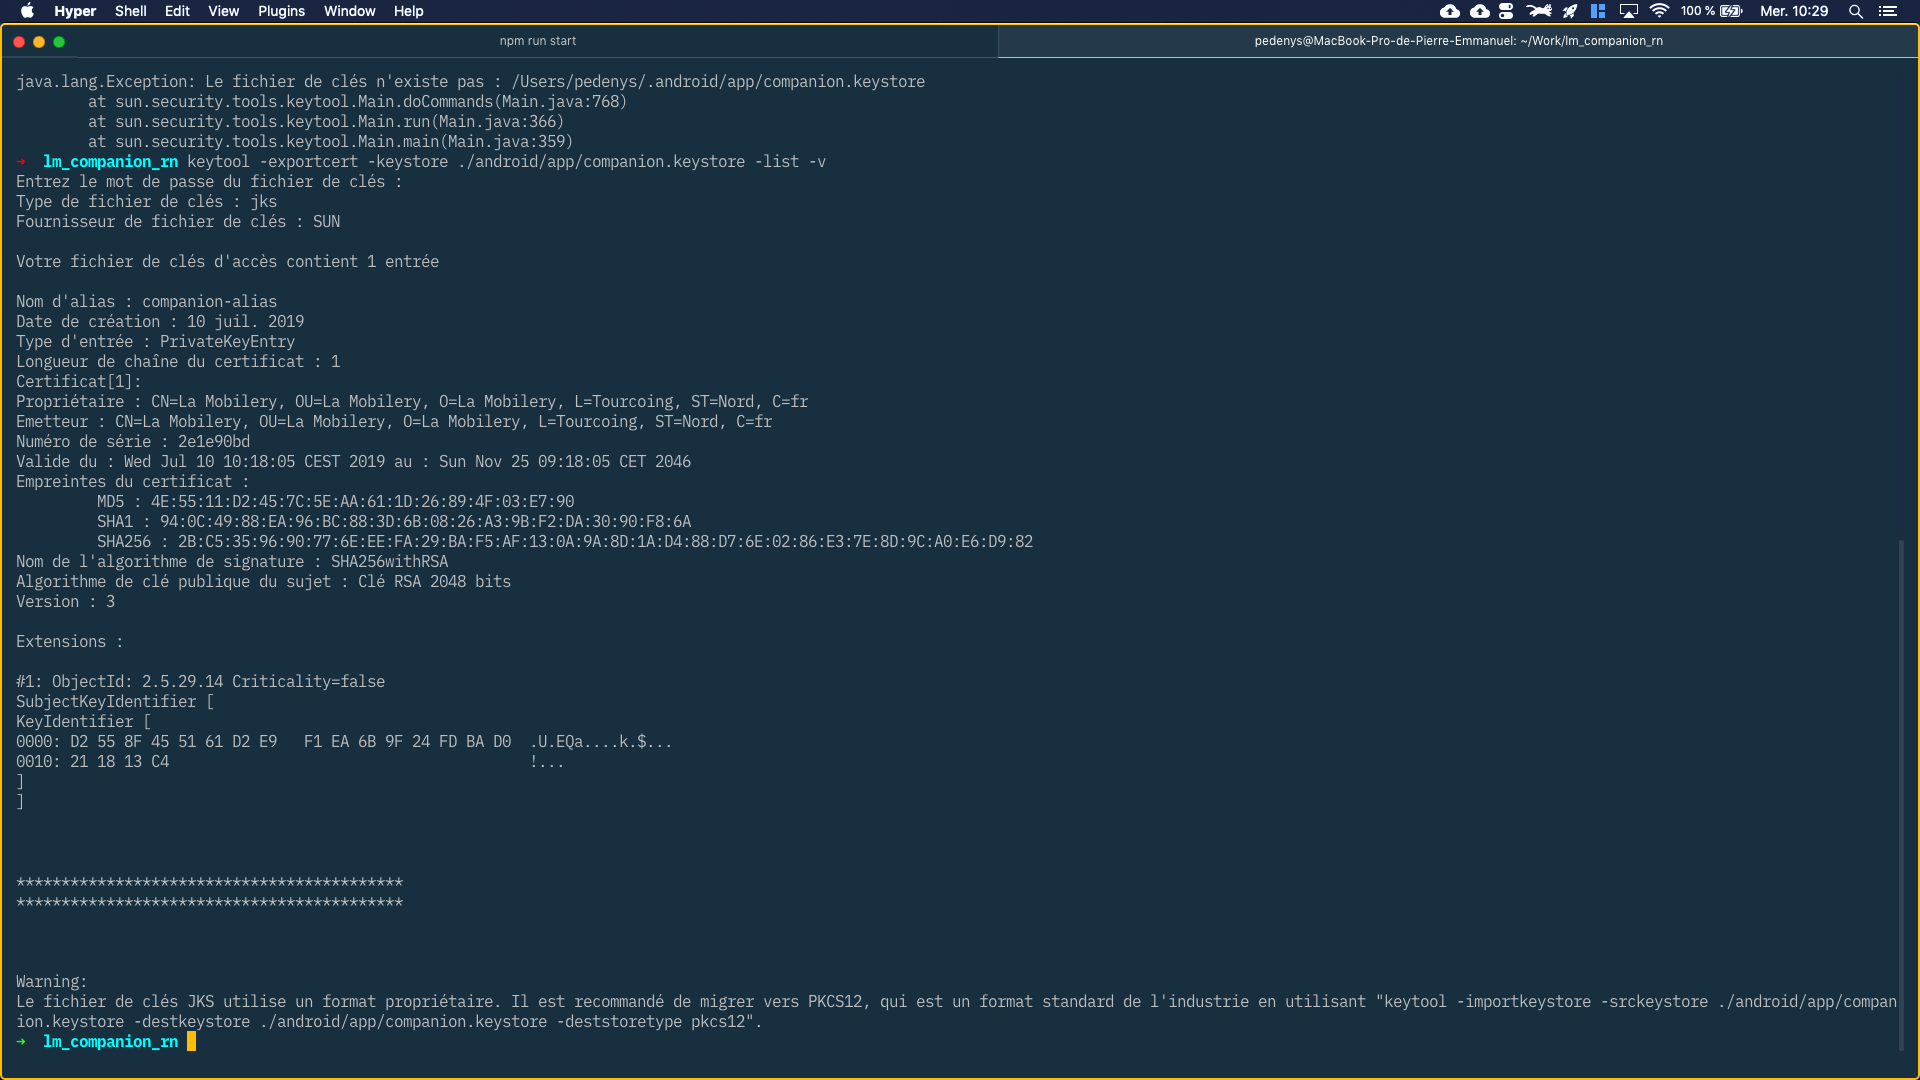 Hyper Shell Edit View Plugins Window Help 100 % Mer. 10:29
npm run start pedenys@MacBook-Pro-de-Pierre-Emmanuel: ~/Work/lm_companion_rn
java.lang.Exception: Le fichier de clés n'existe pas : /Users/pedenys/.android/app/companion.keystore
at sun.security.tools.keytool.Main.doCommands(Main.java:768)
at sun.security.tools.keytool.Main.run(Main.java:366)
at sun.security.tools.keytool.Main.main(Main.java:359)
→ lm_companion_rn keytool -exportcert -keystore ./android/app/companion.keystore -list -v
Entrez le mot de passe du fichier de clés :
Type de fichier de clés : jks
Fournisseur de fichier de clés : SUN
Votre fichier de clés d'accès contient 1 entrée
Nom d'alias : companion-alias
Date de création : 10 juil. 2019
Type d'entrée : PrivateKeyEntry
Longueur de chaîne du certificat : 1
Certificat[1]:
Propriétaire : CN=La Mobilery, OU=La Mobilery, O=La Mobilery, L=Tourcoing, ST=Nord, C=fr
Emetteur : CN=La Mobilery, OU=La Mobilery, O=La Mobilery, L=Tourcoing, ST=Nord, C=fr
Numéro de série : 2e1e90bd
Valide du : Wed Jul 10 10:18:05 CEST 2019 au : Sun Nov 25 09:18:05 CET 2046
Empreintes du certificat :
MD5 : 4E:55:11:D2:45:7C:5E:AA:61:1D:26:89:4F:03:E7:90
SHA1 : 94:0C:49:88:EA:96:BC:88:3D:6B:08:26:A3:9B:F2:DA:30:90:F8:6A
SHA256 : 2B:C5:35:96:90:77:6E:EE:FA:29:BA:F5:AF:13:0A:9A:8D:1A:D4:88:D7:6E:02:86:E3:7E:8D:9C:A0:E6:D9:82
Nom de l'algorithme de signature : SHA256withRSA
Algorithme de clé publique du sujet : Clé RSA 2048 bits
Version : 3
Extensions :
#1: ObjectId: 2.5.29.14 Criticality=false
SubjectKeyIdentifier [
KeyIdentifier [
0000: D2 55 8F 45 51 61 D2 E9 F1 EA 6B 9F 24 FD BA D0 .U.EQa....k.$...
0010: 21 18 13 C4 !...
]
]
*******************************************
*******************************************
Warning:
Le fichier de clés JKS utilise un format propriétaire. Il est recommandé de migrer vers PKCS12, qui est un format standard de l'industrie en utilisant "keytool -importkeystore -srckeystore ./android/app/compan
ion.keystore -destkeystore ./android/app/companion.keystore -deststoretype pkcs12".
→ lm_companion_rn